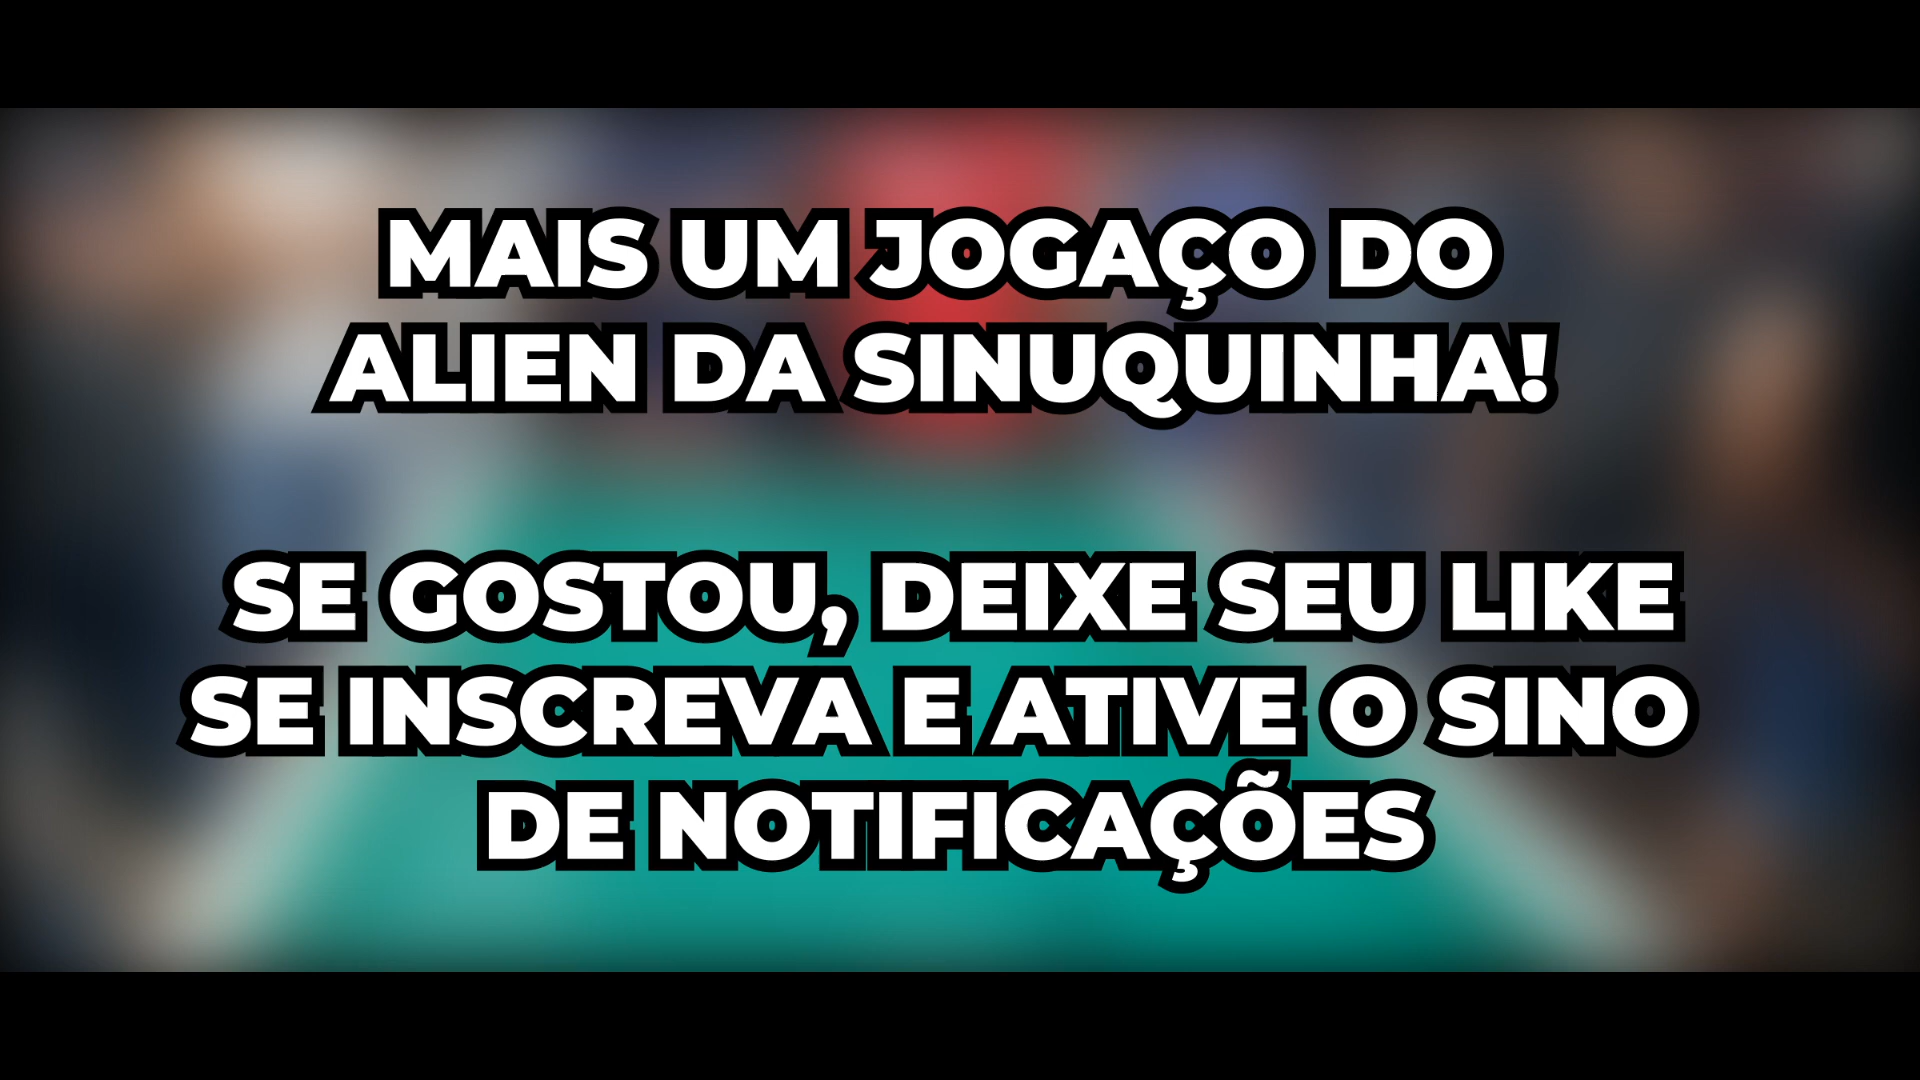 MAIS UM JOGAÇO DO
ALIEN DA SINUQUINHA!
SE GOSTOU, DEIXE SEU LIKE
SE INSCREVA E ATIVE O SINO
DE NOTIFICAÇÕES